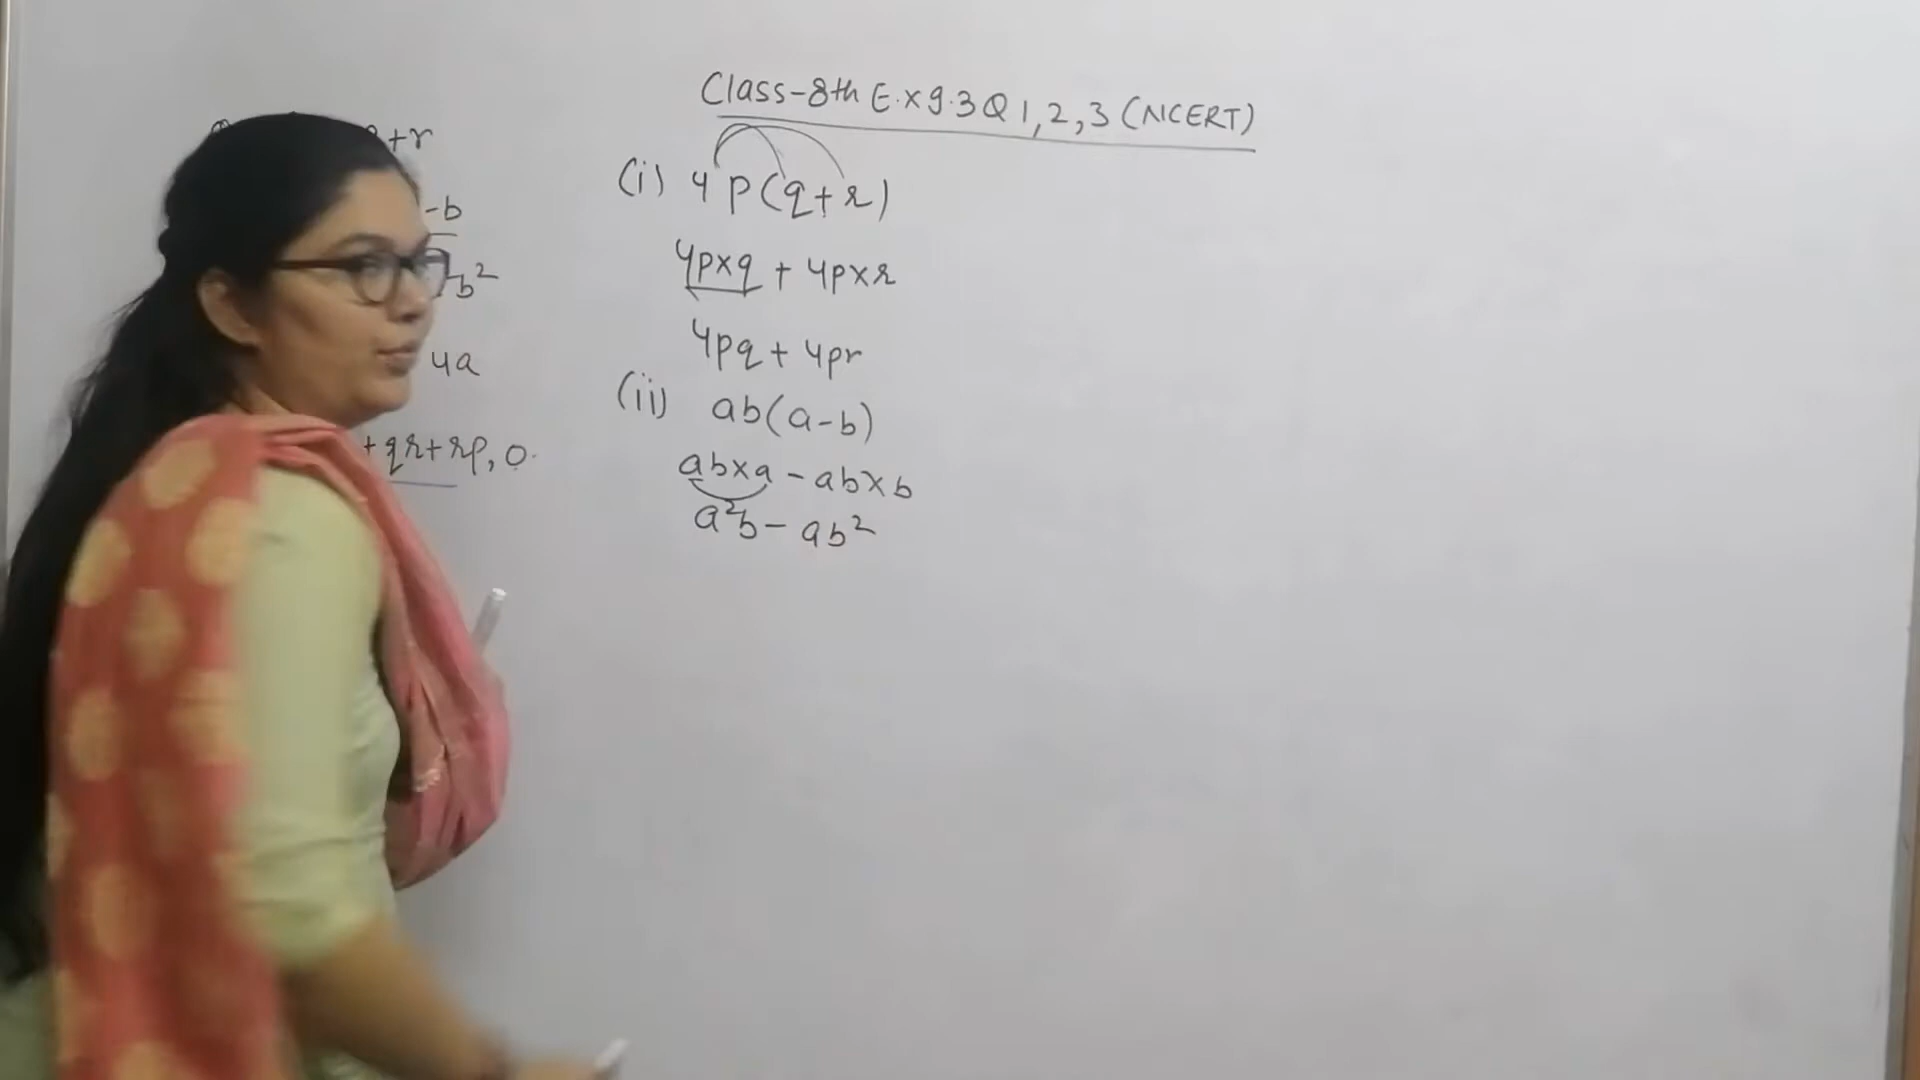 Class-8th E.x 9.3 Q 1,2,3 (NCERT)
+r
-b
b²
4a
+qr+rp, 0.
(i) 4p(q+r)
4p×q + 4p×r
4pq + 4pr
(ii) ab(a-b)
ab×a - ab×b
a²b - ab²